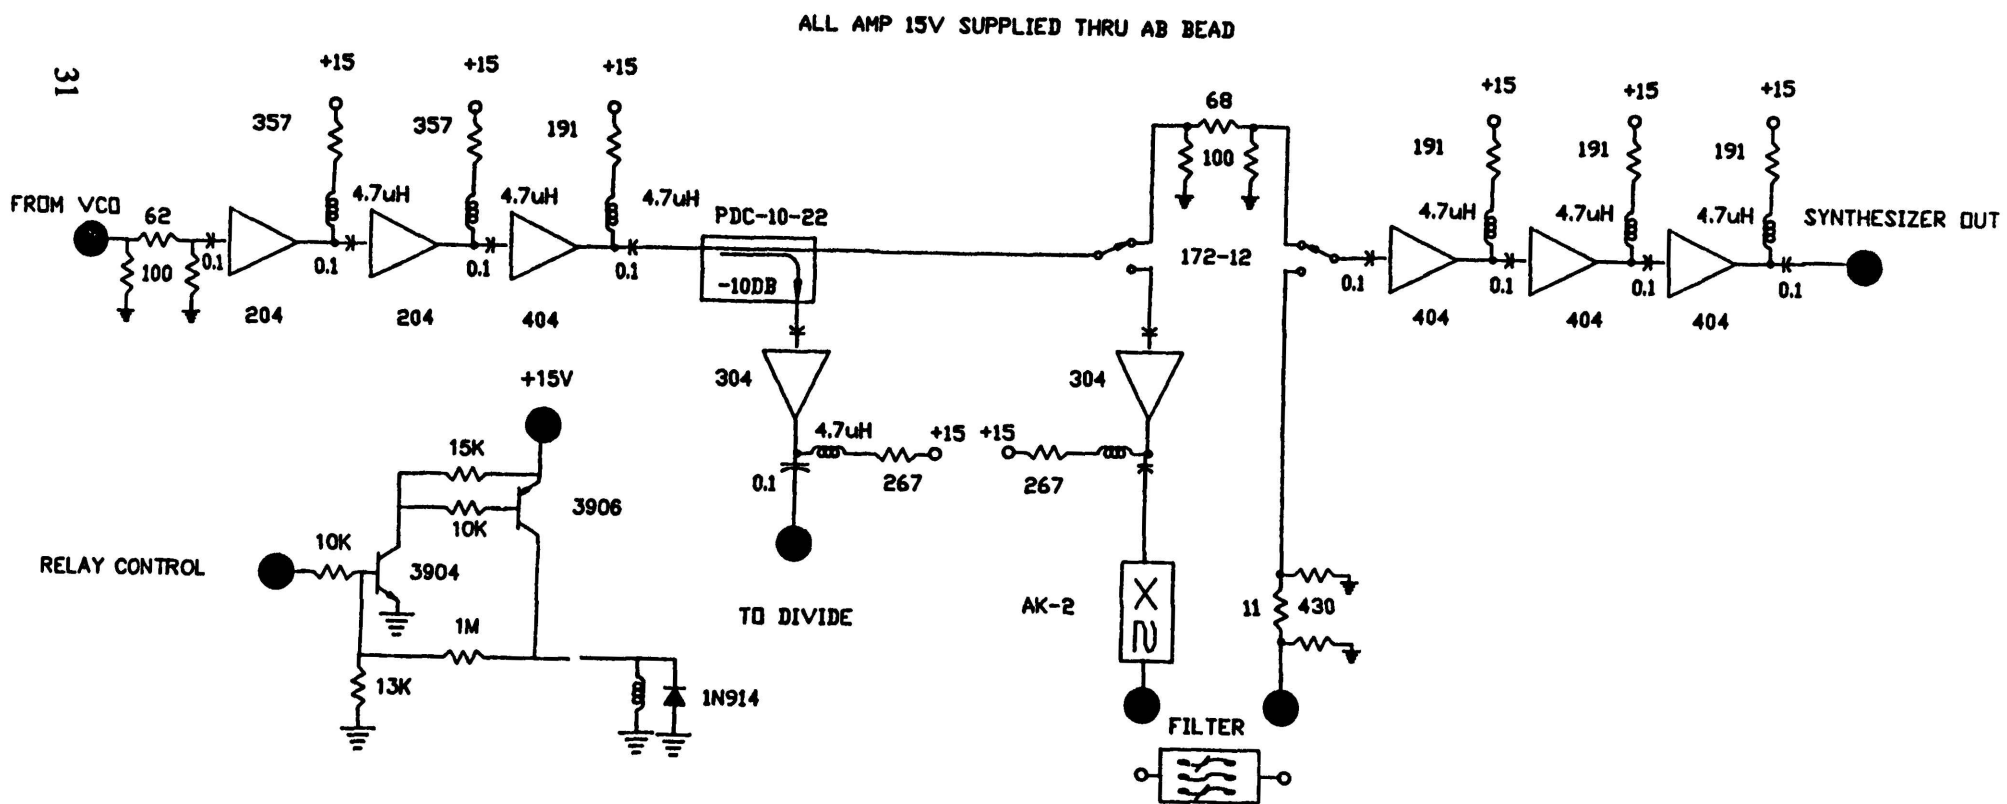 ALL AMP 15V SUPPLIED THRU AB BEAD
31
+15
+15
+15
357
357
191
4.7uH
4.7uH
4.7uH
FROM VCO
62
100
0.1
0.1
0.1
0.1
204
204
404
PDC-10-22
-10DB
68
100
172-12
+15
+15
+15
191
191
191
4.7uH
4.7uH
4.7uH
SYNTHESIZER OUT
0.1
0.1
0.1
0.1
404
404
404
304
304
4.7uH
+15
+15
0.1
267
267
TO DIVIDE
AK-2
X2
11
430
FILTER
+15V
15K
10K
3906
RELAY CONTROL
10K
3904
1M
13K
1N914